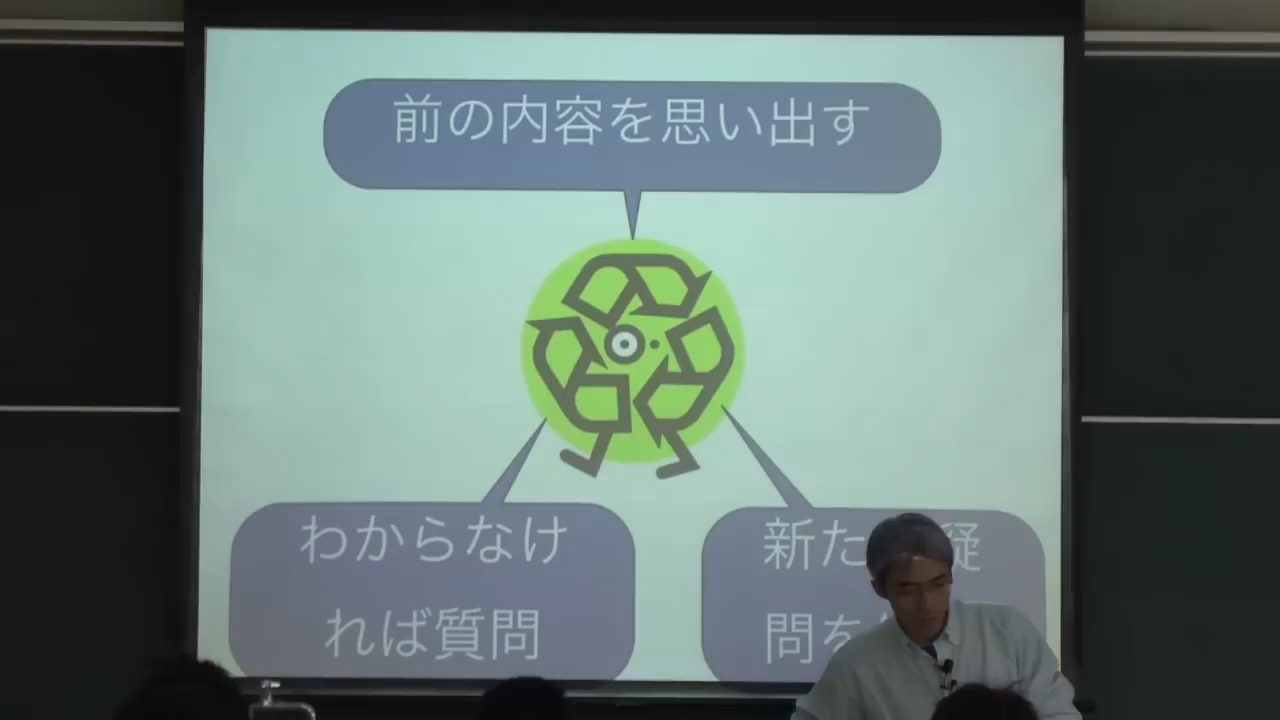 前の内容を思い出す
わからなけ
れば質問
新た 疑
問を